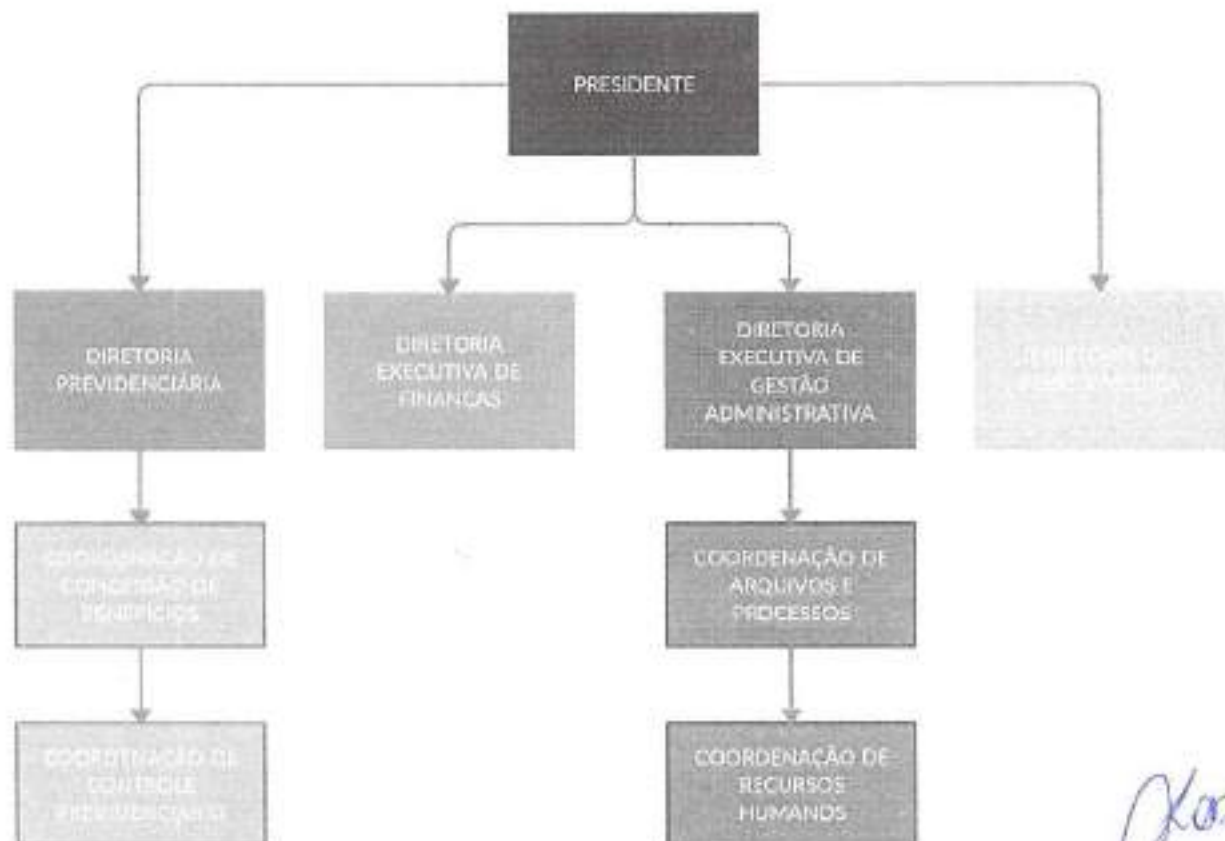 PRESIDENTE
DIRETORIA
PREVIDENCIÁRIA
DIRETORIA
EXECUTIVA DE
FINANÇAS
DIRETORIA
EXECUTIVA DE
GESTÃO
ADMINISTRATIVA
COORDENAÇÃO DE
CONCESSÃO DE
BENEFÍCIOS
COORDENAÇÃO DE
ARQUIVOS E
PROCESSOS
COORDENAÇÃO DE
CONTROLE
PREVIDENCIÁRIO
COORDENAÇÃO DE
RECURSOS
HUMANOS